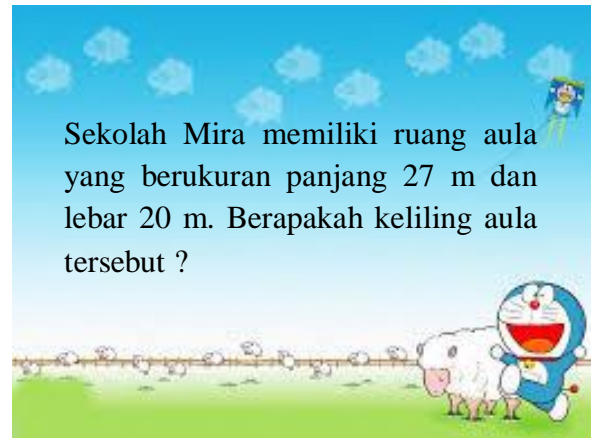 Sekolah Mira memiliki ruang aula
yang berukuran panjang 27 m dan
lebar 20 m. Berapakah keliling aula
tersebut ?